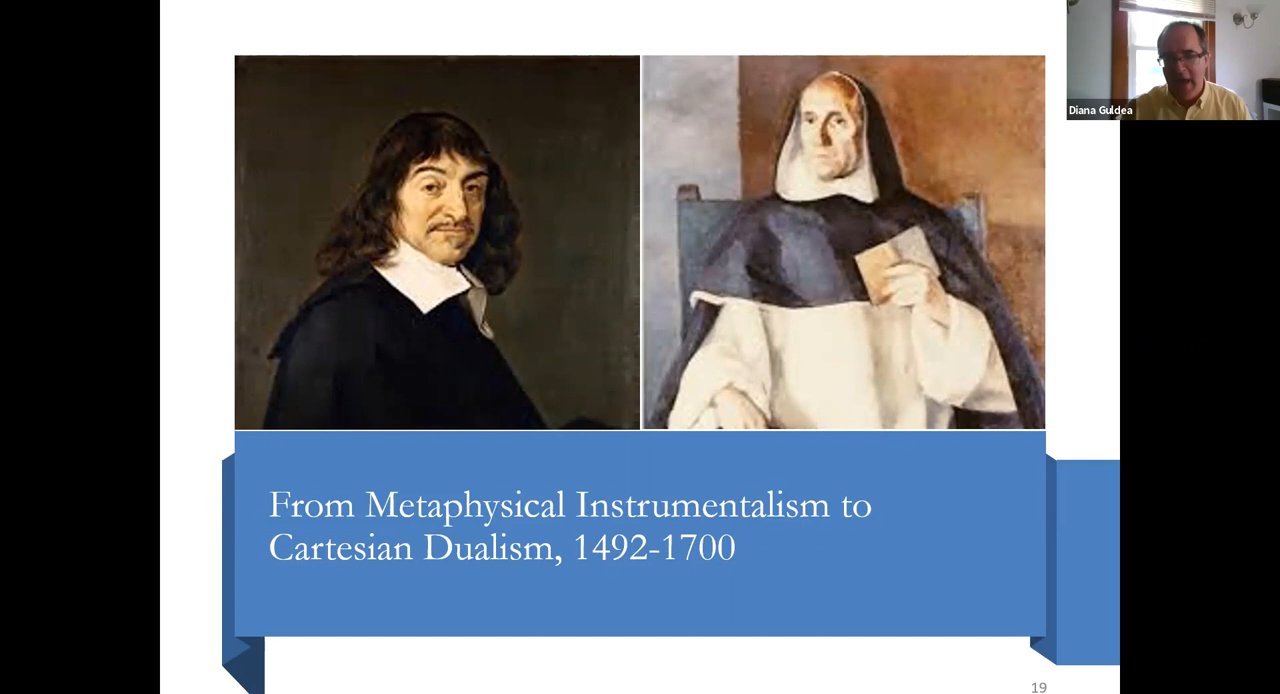 Diana Guldea
From Metaphysical Instrumentalism to
Cartesian Dualism, 1492-1700
19